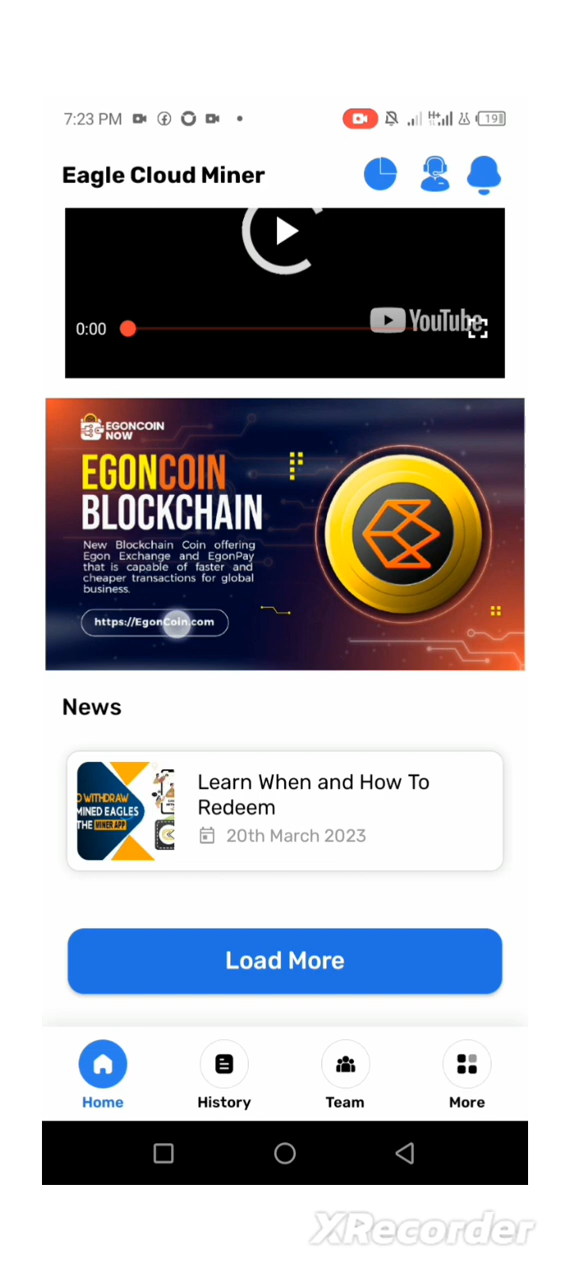 7:23 PM
19
Eagle Cloud Miner
0:00
YouTube
EGONCOIN
NOW
EGONCOIN
BLOCKCHAIN
New Blockchain Coin offering
Egon Exchange and EgonPay
that is capable of faster and
cheaper transactions for global
business.
https://EgonCoin.com
News
Learn When and How To
Redeem
20th March 2023
O WITHDRAW
MINED EAGLES
THE MINER APP
Load More
Home
History
Team
More
XRecorder